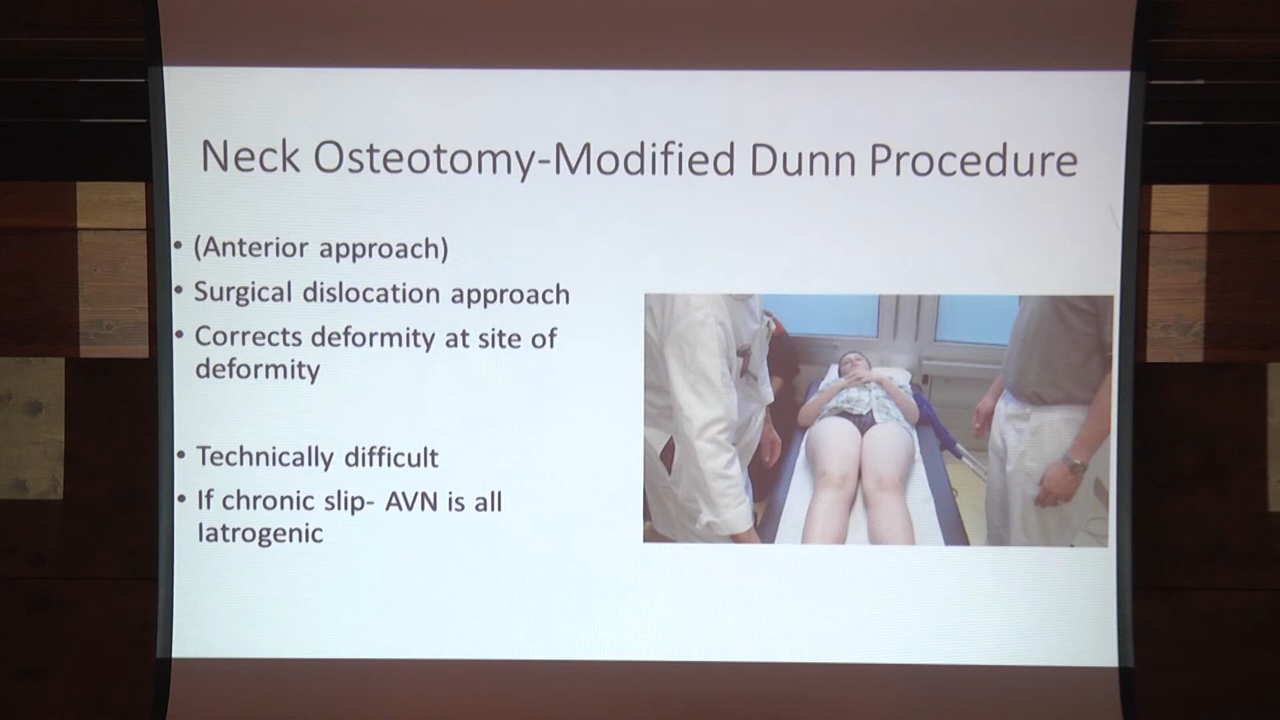 Neck Osteotomy-Modified Dunn Procedure
• (Anterior approach)
• Surgical dislocation approach
• Corrects deformity at site of
deformity
• Technically difficult
• If chronic slip- AVN is all
Iatrogenic